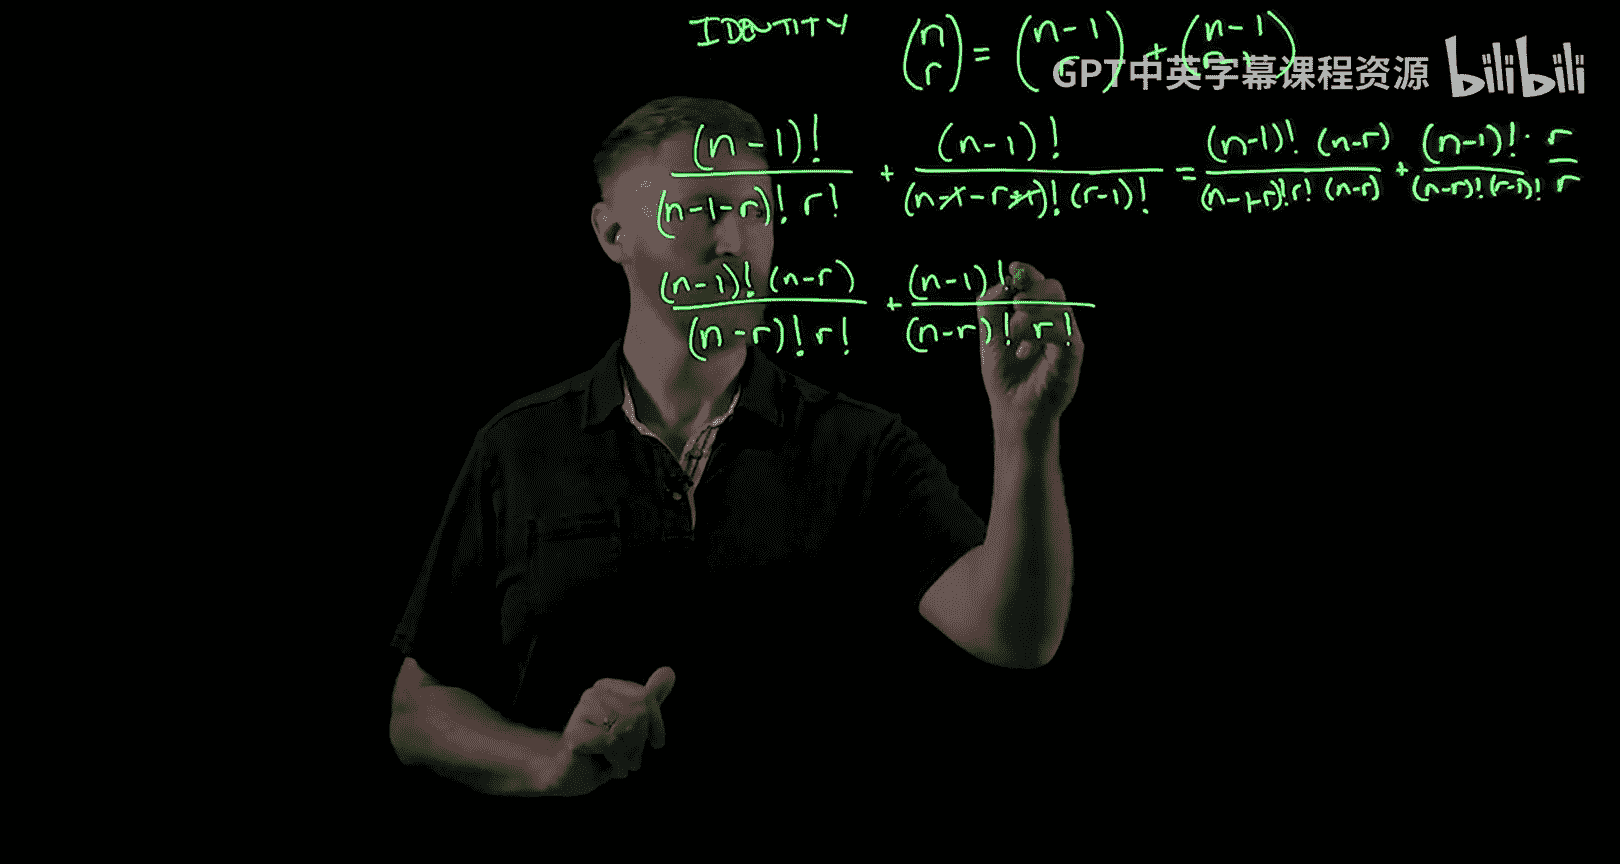 IDENTITY (n r) = (n-1 r) + (n-1 r-1)
GPT中英字幕课程资源 bilibili
(n-1)! / (n-1-r)! r! + (n-1)! / (n-1-r+1)! (r-1)! = (n-1)! (n-r) / (n-1-r)! r! (n-r) + (n-1)! · r / (n-r)! (r-1)! r
(n-1)! (n-r) / (n-r)! r! + (n-1)! / (n-r)! r!